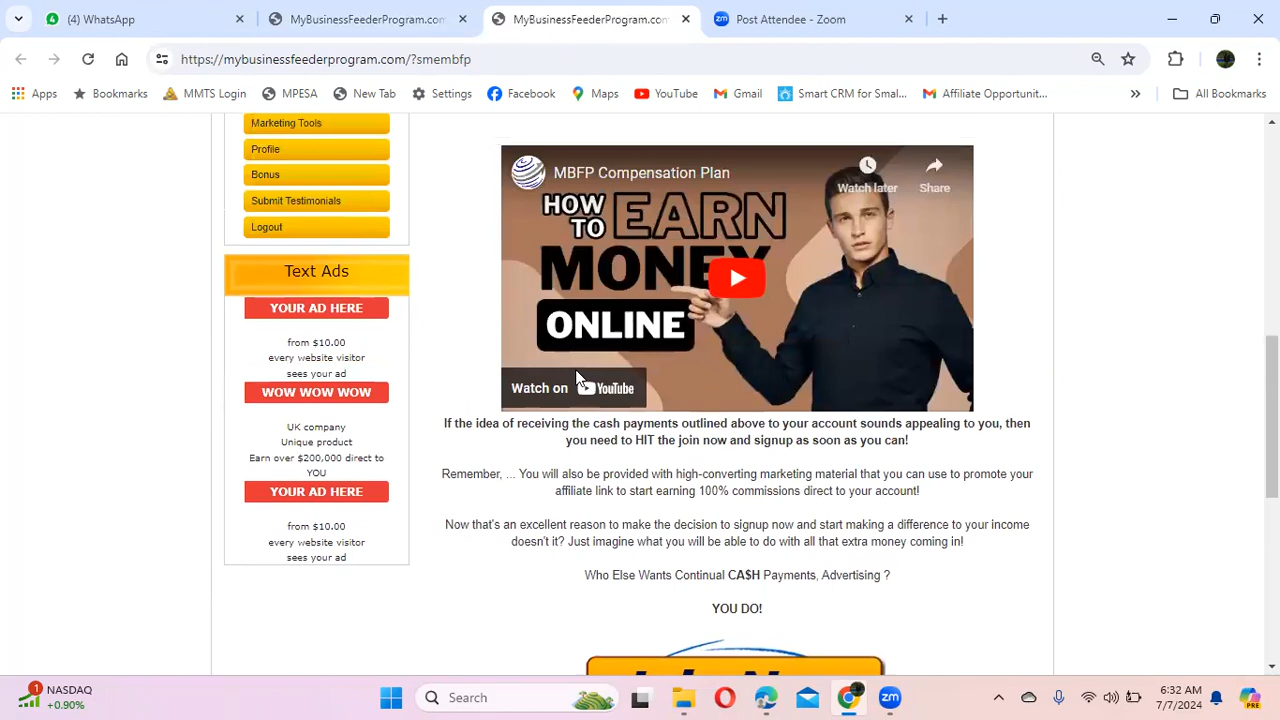 (4) WhatsApp
MyBusinessFeederProgram.com
MyBusinessFeederProgram.com
Post Attendee - Zoom
https://mybusinessfeederprogram.com/?smembfp
Apps
Bookmarks
MMTS Login
MPESA
New Tab
Settings
Facebook
Maps
YouTube
Gmail
Smart CRM for Smal...
Affiliate Opportunit...
All Bookmarks
Marketing Tools
Profile
Bonus
Submit Testimonials
Logout
Text Ads
YOUR AD HERE
from $10.00
every website visitor
sees your ad
WOW WOW WOW
UK company
Unique product
Earn over $200,000 direct to
YOU
YOUR AD HERE
from $10.00
every website visitor
sees your ad
MBFP Compensation Plan
Watch later
Share
HOW
TO
EARN
MONEY
ONLINE
Watch on YouTube
If the idea of receiving the cash payments outlined above to your account sounds appealing to you, then
you need to HIT the join now and signup as soon as you can!
Remember, ... You will also be provided with high-converting marketing material that you can use to promote your
affiliate link to start earning 100% commissions direct to your account!
Now that's an excellent reason to make the decision to signup now and start making a difference to your income
doesn't it? Just imagine what you will be able to do with all that extra money coming in!
Who Else Wants Continual CA$H Payments, Advertising ?
YOU DO!
1
NASDAQ
+0.90%
Search
zm
6:32 AM
7/7/2024
PRE